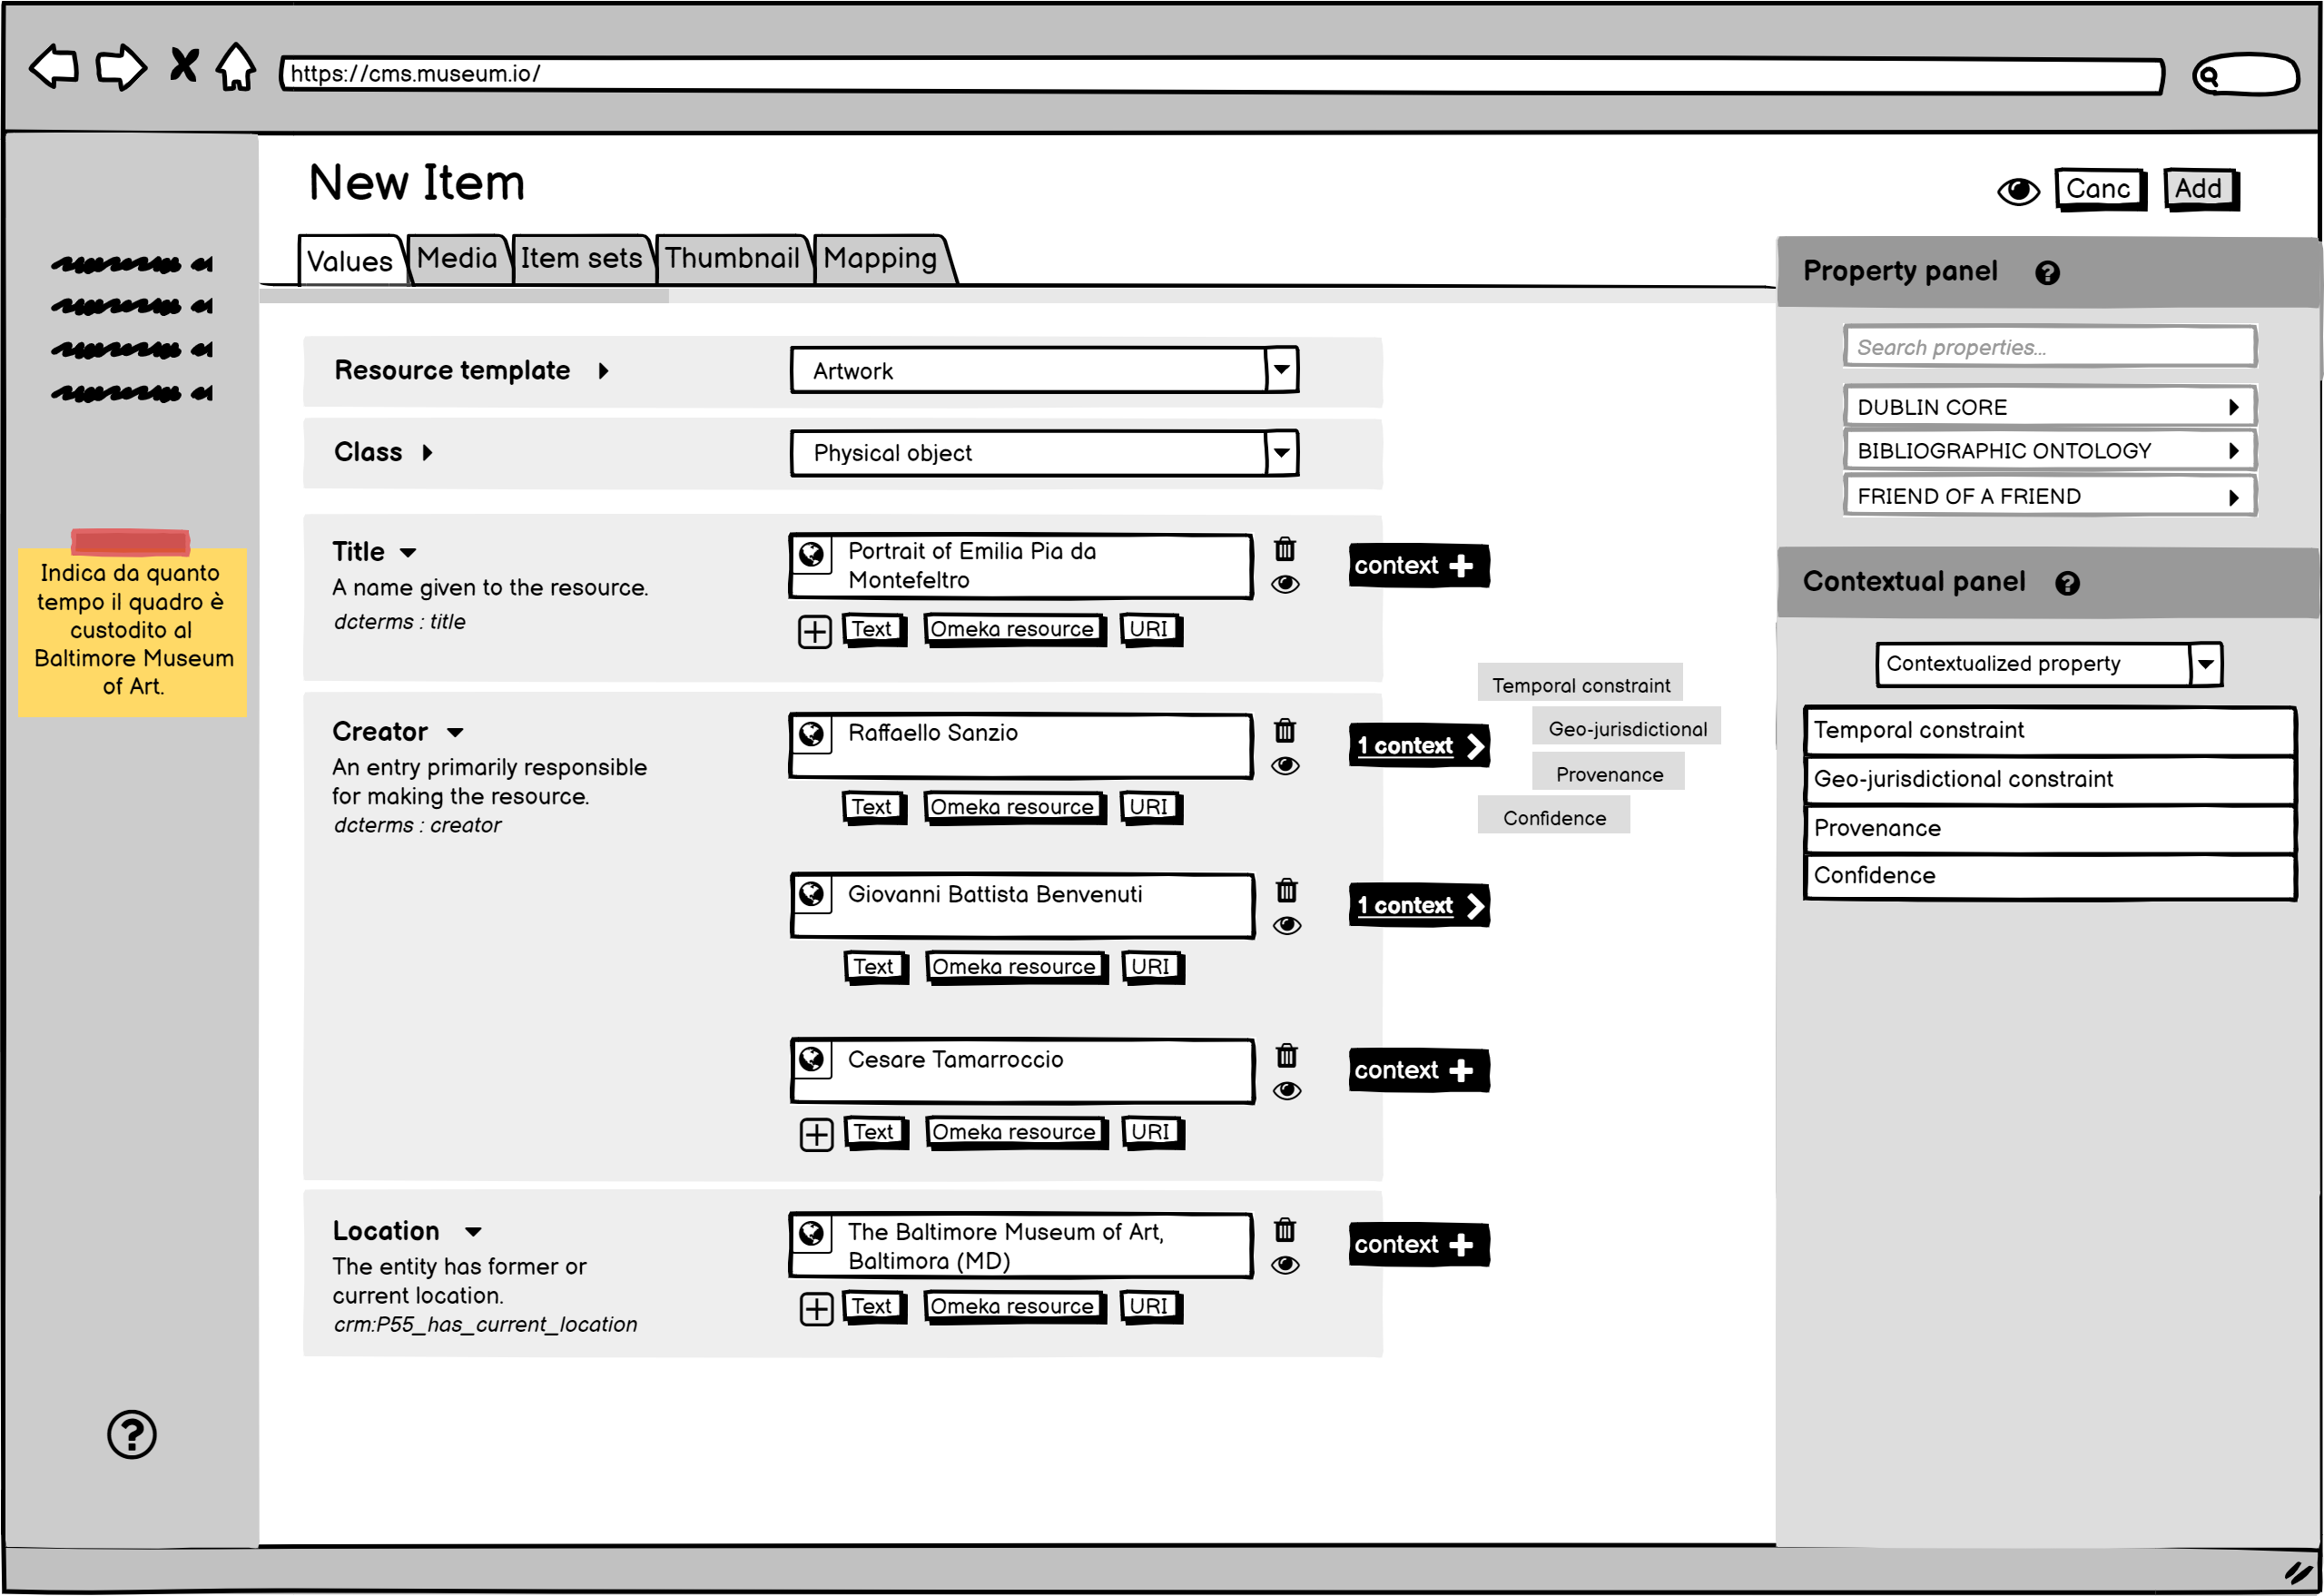 https://cms.museum.io/
New Item
Canc
Add
Values
Media
Item sets
Thumbnail
Mapping
Property panel
Search properties...
DUBLIN CORE
BIBLIOGRAPHIC ONTOLOGY
FRIEND OF A FRIEND
Contextual panel
Contextualized property
Temporal constraint
Geo-jurisdictional constraint
Provenance
Confidence
Indica da quanto
tempo il quadro è
custodito al
Baltimore Museum
of Art.
Resource template
Artwork
Class
Physical object
Title
A name given to the resource.
dcterms : title
Portrait of Emilia Pia da
Montefeltro
Text
Omeka resource
URI
context
Creator
An entry primarily responsible
for making the resource.
dcterms : creator
Raffaello Sanzio
Text
Omeka resource
URI
1 context
Temporal constraint
Geo-jurisdictional
Provenance
Confidence
Giovanni Battista Benvenuti
Text
Omeka resource
URI
1 context
Cesare Tamarroccio
Text
Omeka resource
URI
context
Location
The entity has former or
current location.
crm:P55_has_current_location
The Baltimore Museum of Art,
Baltimora (MD)
Text
Omeka resource
URI
context